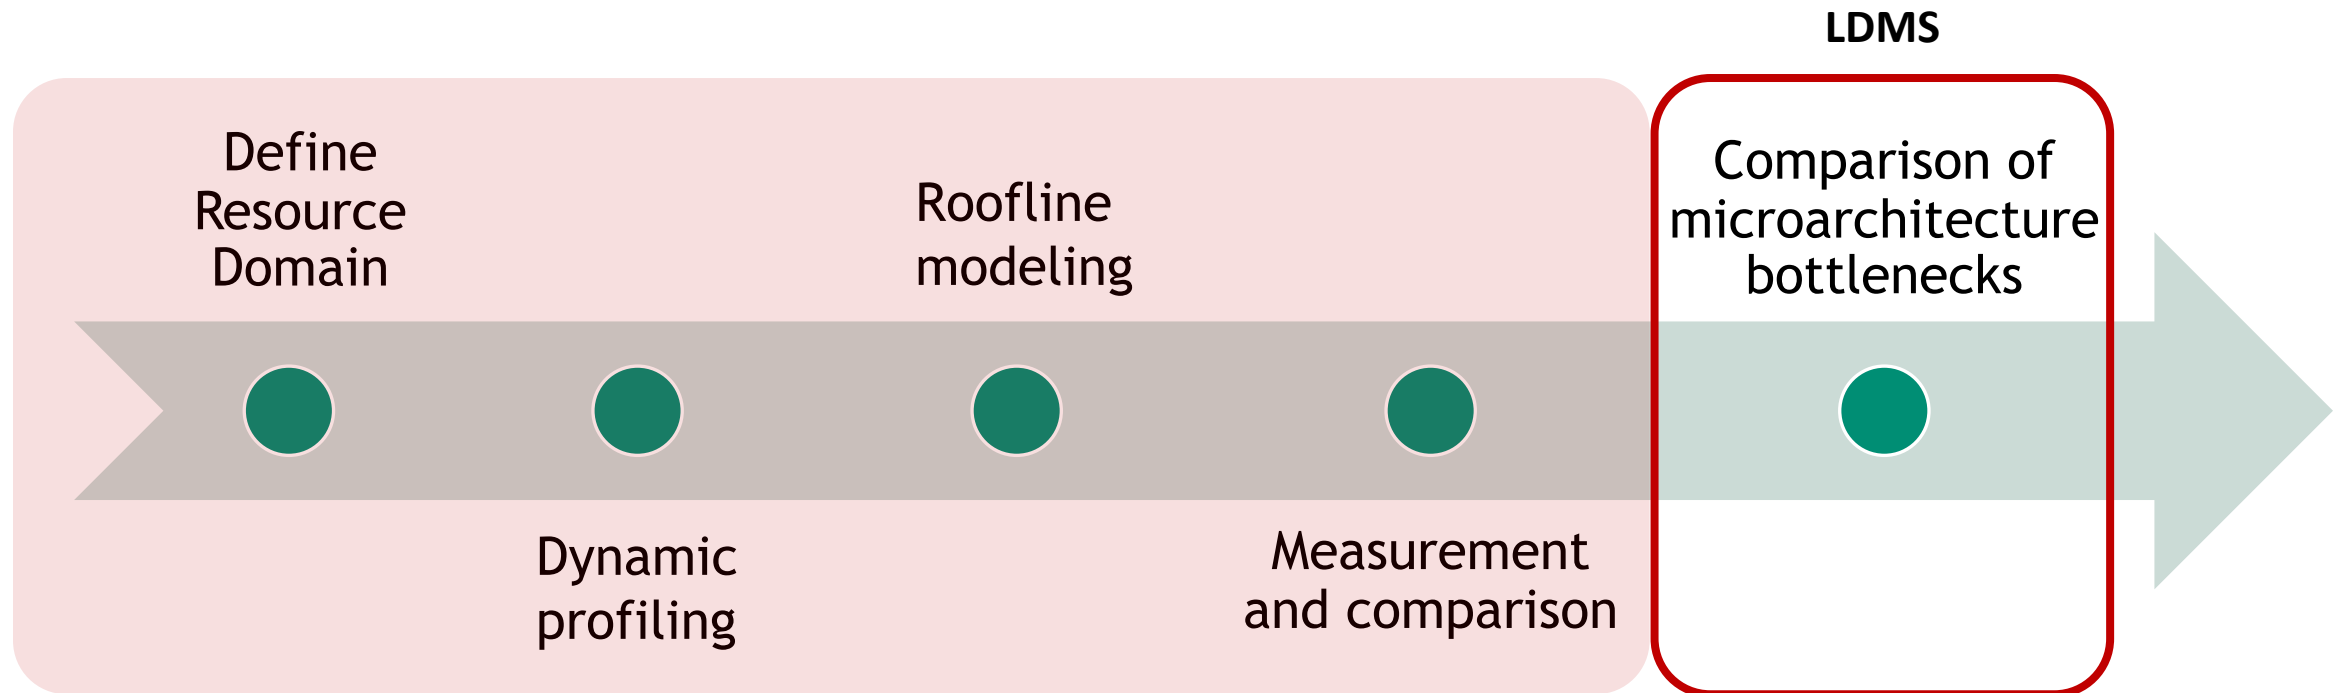 LDMS
Define
Resource
Domain
Dynamic
profiling
Roofline
modeling
Measurement
and comparison
Comparison of
microarchitecture
bottlenecks